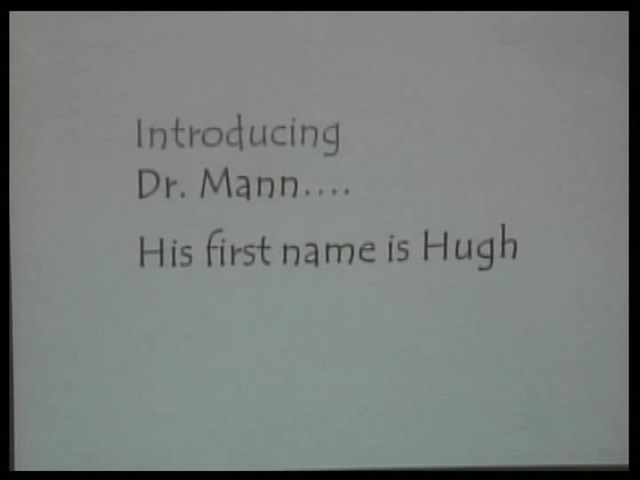 Introducing
Dr. Mann....
His first name is Hugh